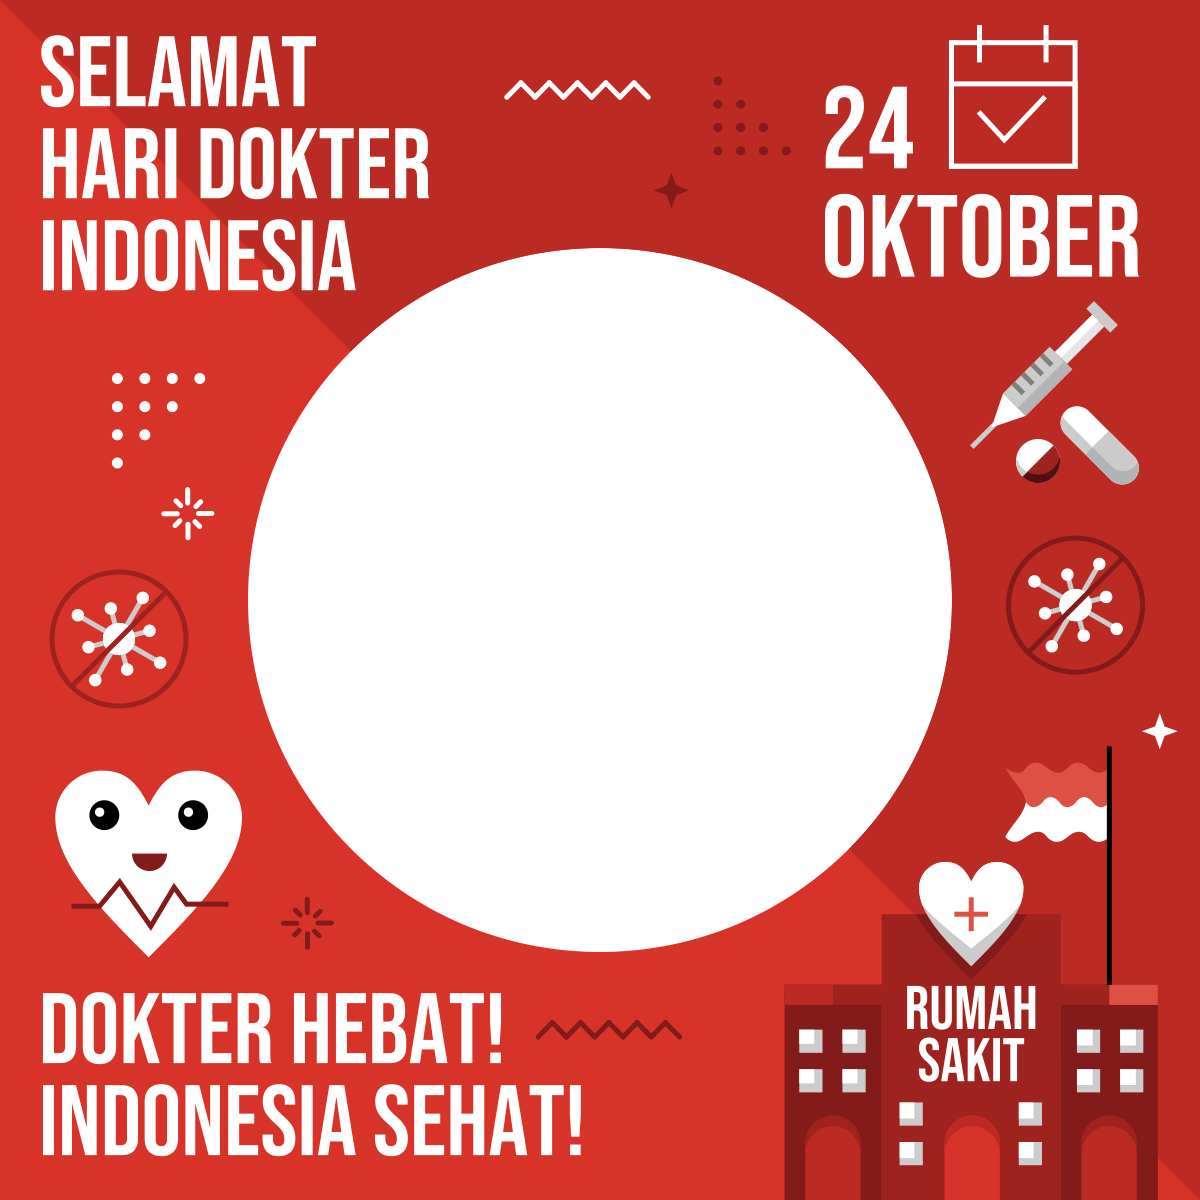 SELAMAT
HARI DOKTER
INDONESIA
24
OKTOBER
DOKTER HEBAT!
INDONESIA SEHAT!
RUMAH
SAKIT